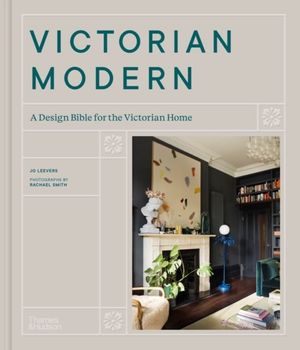 VICTORIAN
MODERN
A Design Bible for the Victorian Home
JO LEEVERS
PHOTOGRAPHS BY
RACHAEL SMITH
Thames
&Hudson